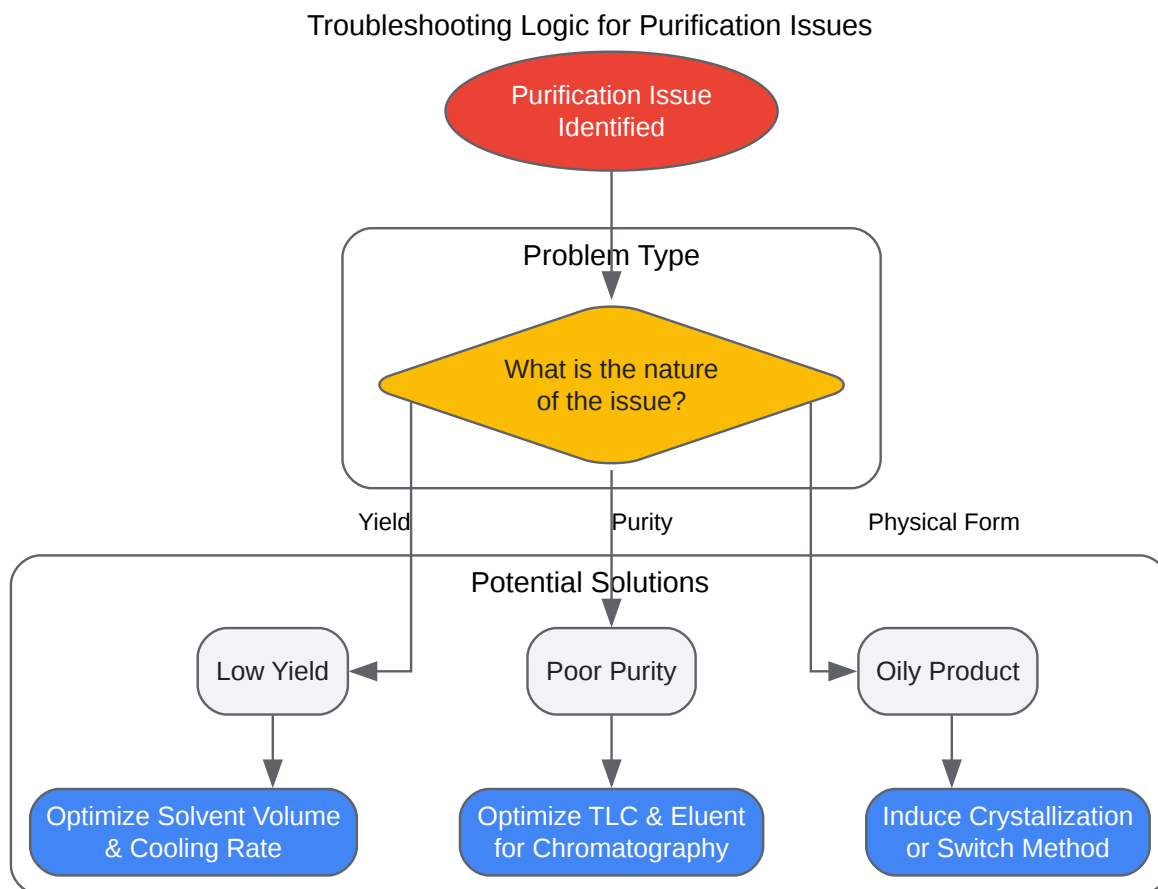 Troubleshooting Logic for Purification Issues
Purification Issue
Identified
Problem Type
What is the nature
of the issue?
Yield
Purity
Physical Form
Potential Solutions
Low Yield
Poor Purity
Oily Product
Optimize Solvent Volume
& Cooling Rate
Optimize TLC & Eluent
for Chromatography
Induce Crystallization
or Switch Method